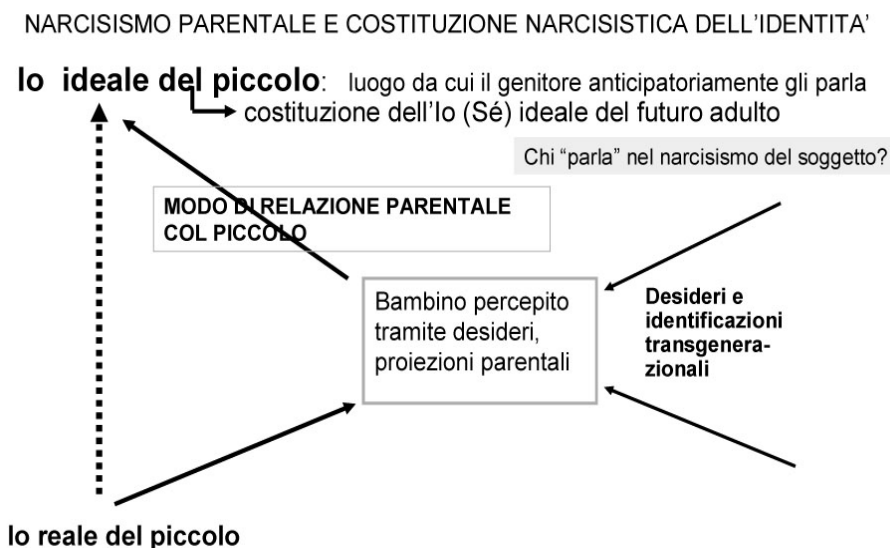 NARCISISMO PARENTALE E COSTITUZIONE NARCISISTICA DELL'IDENTITA'
Io ideale del piccolo: luogo da cui il genitore anticipatoriamente gli parla
costituzione dell'Io (Sé) ideale del futuro adulto
Chi “parla” nel narcisismo del soggetto?
MODO DI RELAZIONE PARENTALE
COL PICCOLO
Bambino percepito
tramite desideri,
proiezioni parentali
Desideri e
identificazioni
transgenera-
zionali
Io reale del piccolo